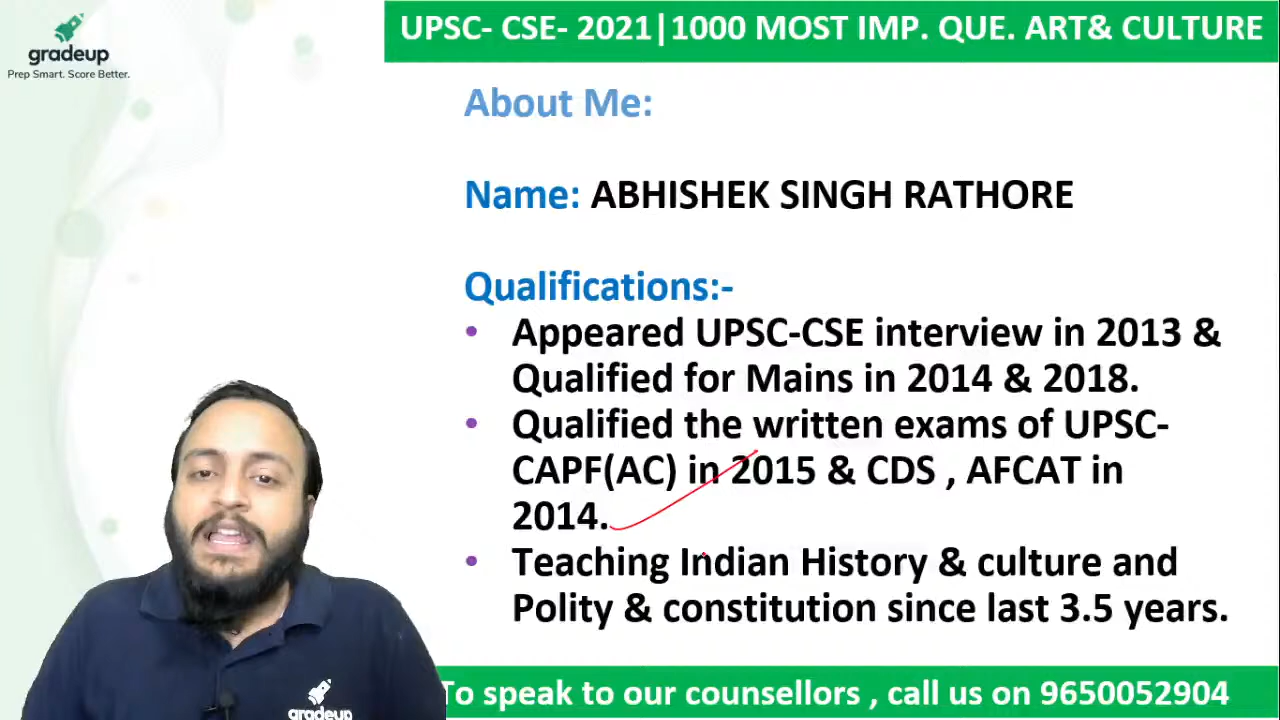 gradeup
Prep Smart. Score Better.
UPSC- CSE- 2021|1000 MOST IMP. QUE. ART& CULTURE
About Me:
Name: ABHISHEK SINGH RATHORE
Qualifications:-
• Appeared UPSC-CSE interview in 2013 &
Qualified for Mains in 2014 & 2018.
• Qualified the written exams of UPSC-
CAPF(AC) in 2015 & CDS , AFCAT in
2014.
• Teaching Indian History & culture and
Polity & constitution since last 3.5 years.
gradeup
To speak to our counsellors , call us on 9650052904